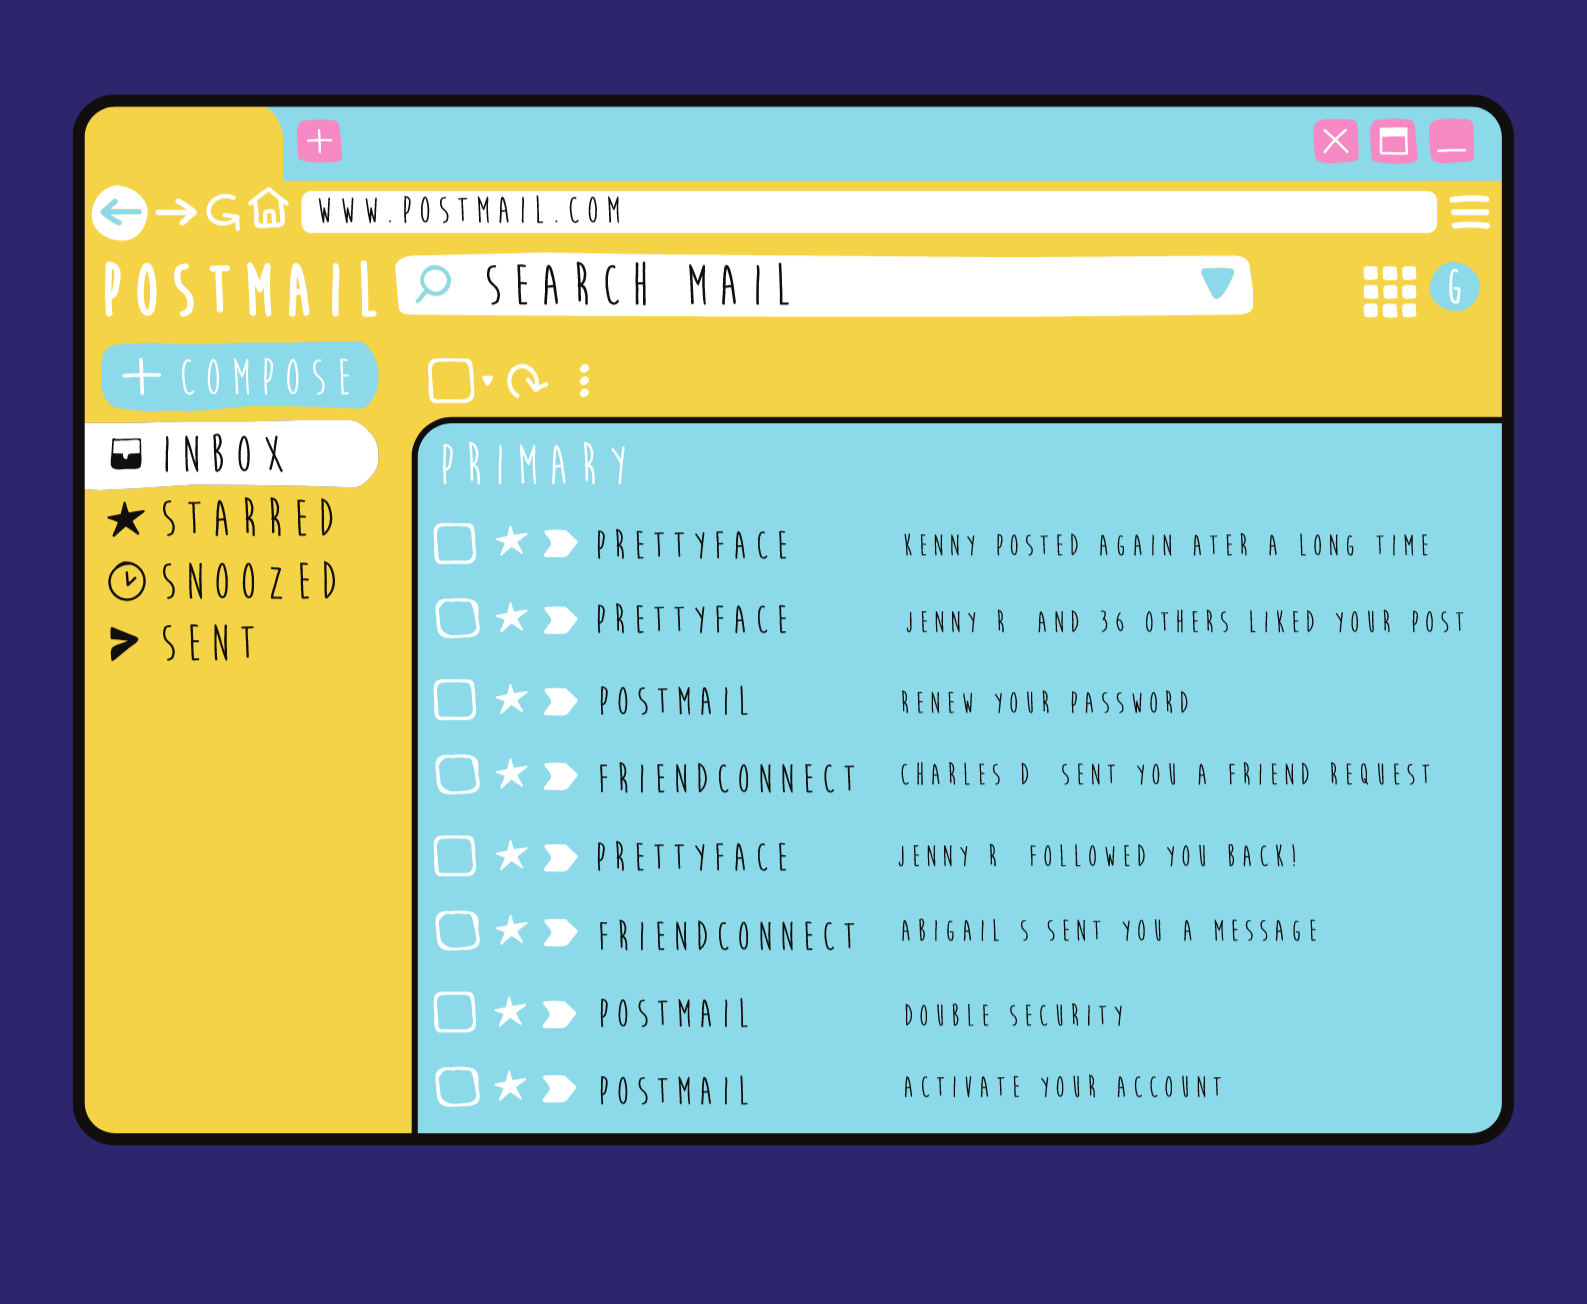 WWW.POSTMAIL.COM
POSTMAIL
SEARCH MAIL
G
COMPOSE
INBOX
STARRED
SNOOZED
SENT
PRIMARY
PRETTYFACE KENNY POSTED AGAIN ATER A LONG TIME
PRETTYFACE JENNY R AND 36 OTHERS LIKED YOUR POST
POSTMAIL RENEW YOUR PASSWORD
FRIENDCONNECT CHARLES D SENT YOU A FRIEND REQUEST
PRETTYFACE JENNY R FOLLOWED YOU BACK!
FRIENDCONNECT ABIGAIL S SENT YOU A MESSAGE
POSTMAIL DOUBLE SECURITY
POSTMAIL ACTIVATE YOUR ACCOUNT